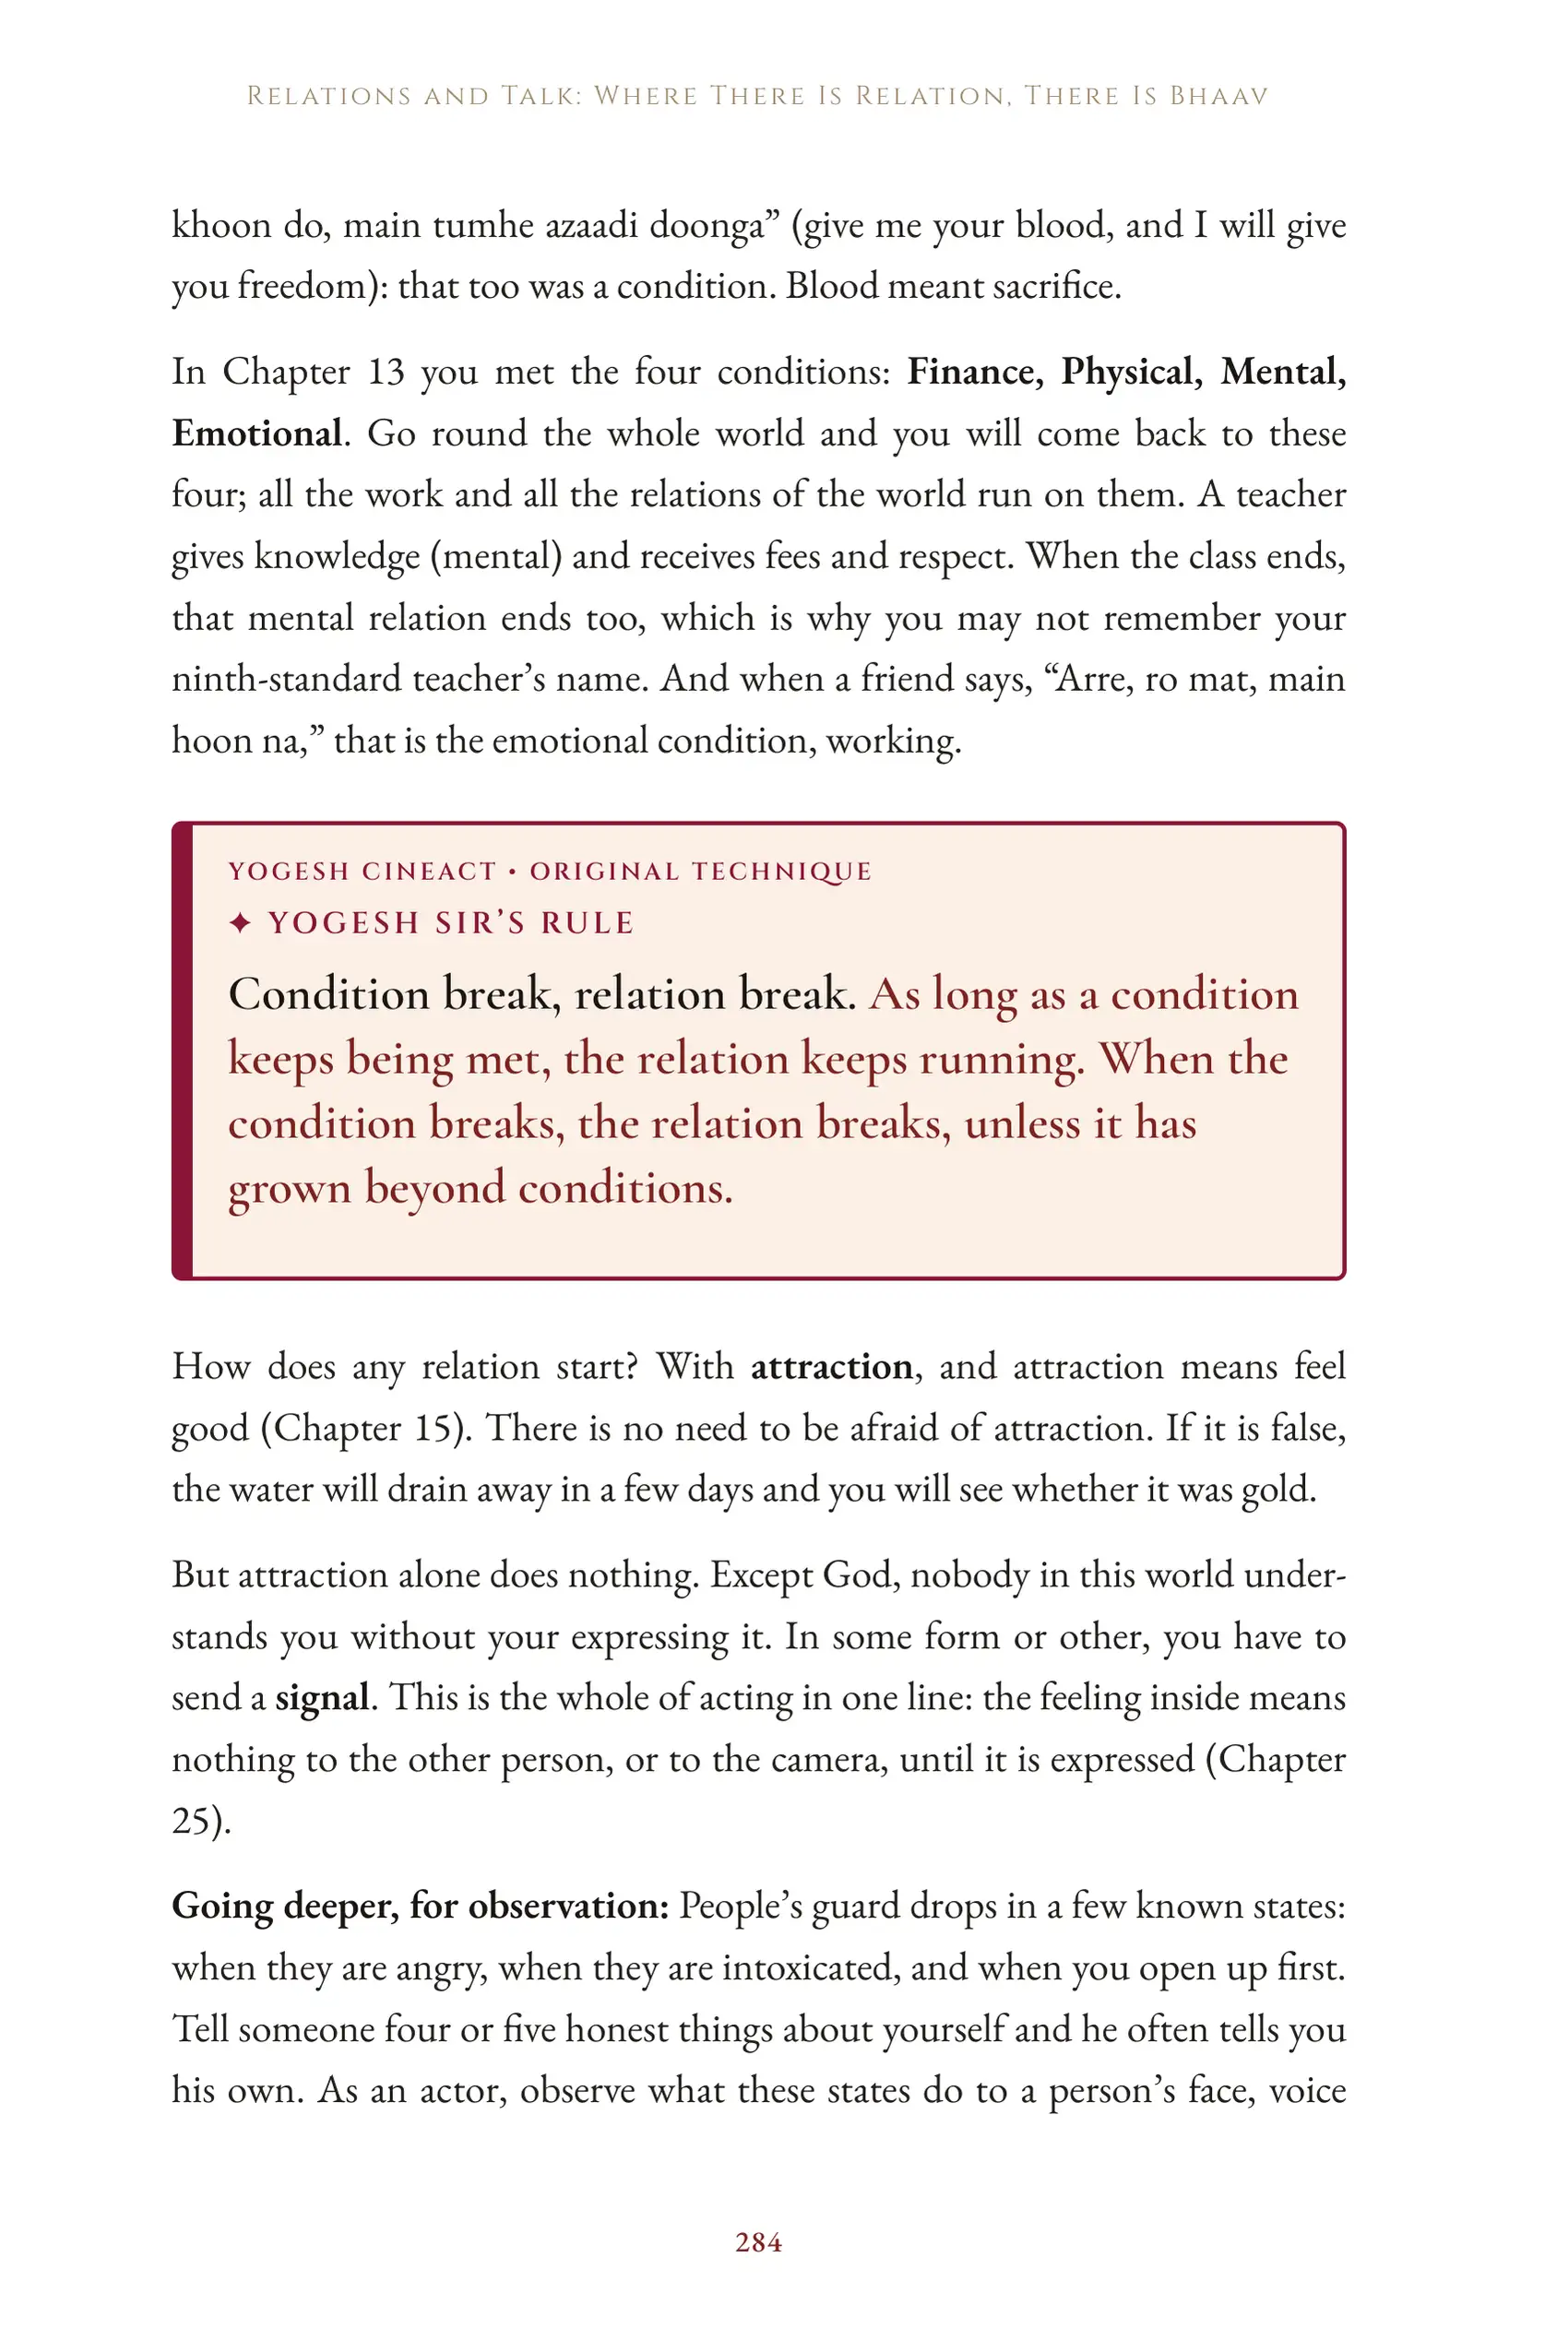 Relations and Talk: Where There Is Relation, There Is Bhaav
khoon do, main tumhe azaadi doonga” (give me your blood, and I will give
you freedom): that too was a condition. Blood meant sacrifice.
In Chapter 13 you met the four conditions: Finance, Physical, Mental,
Emotional. Go round the whole world and you will come back to these
four; all the work and all the relations of the world run on them. A teacher
gives knowledge (mental) and receives fees and respect. When the class ends,
that mental relation ends too, which is why you may not remember your
ninth-standard teacher’s name. And when a friend says, “Arre, ro mat, main
hoon na,” that is the emotional condition, working.
YOGESH CINEACT • ORIGINAL TECHNIQUE
✦ YOGESH SIR’S RULE
Condition break, relation break. As long as a condition
keeps being met, the relation keeps running. When the
condition breaks, the relation breaks, unless it has
grown beyond conditions.
How does any relation start? With attraction, and attraction means feel
good (Chapter 15). There is no need to be afraid of attraction. If it is false,
the water will drain away in a few days and you will see whether it was gold.
But attraction alone does nothing. Except God, nobody in this world under-
stands you without your expressing it. In some form or other, you have to
send a signal. This is the whole of acting in one line: the feeling inside means
nothing to the other person, or to the camera, until it is expressed (Chapter
25).
Going deeper, for observation: People’s guard drops in a few known states:
when they are angry, when they are intoxicated, and when you open up first.
Tell someone four or five honest things about yourself and he often tells you
his own. As an actor, observe what these states do to a person’s face, voice
284